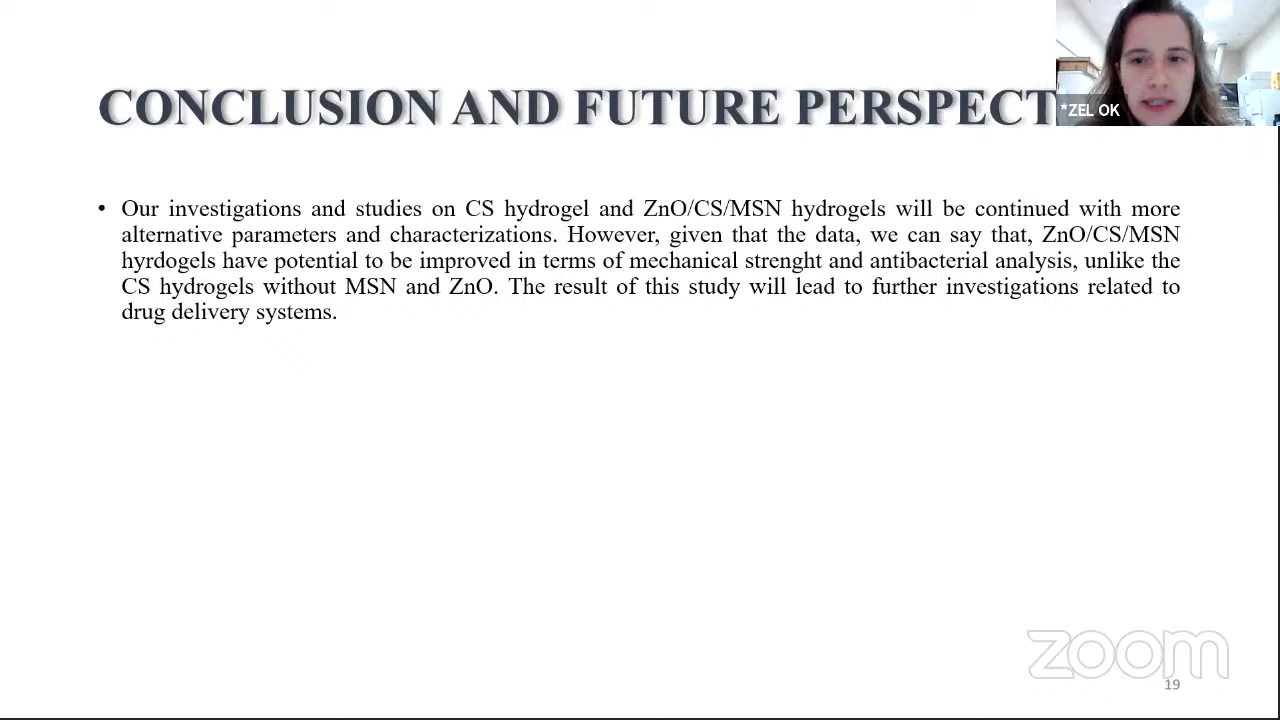 CONCLUSION AND FUTURE PERSPECT
*ZEL OK
• Our investigations and studies on CS hydrogel and ZnO/CS/MSN hydrogels will be continued with more
alternative parameters and characterizations. However, given that the data, we can say that, ZnO/CS/MSN
hyrdogels have potential to be improved in terms of mechanical strenght and antibacterial analysis, unlike the
CS hydrogels without MSN and ZnO. The result of this study will lead to further investigations related to
drug delivery systems.
zoom
19